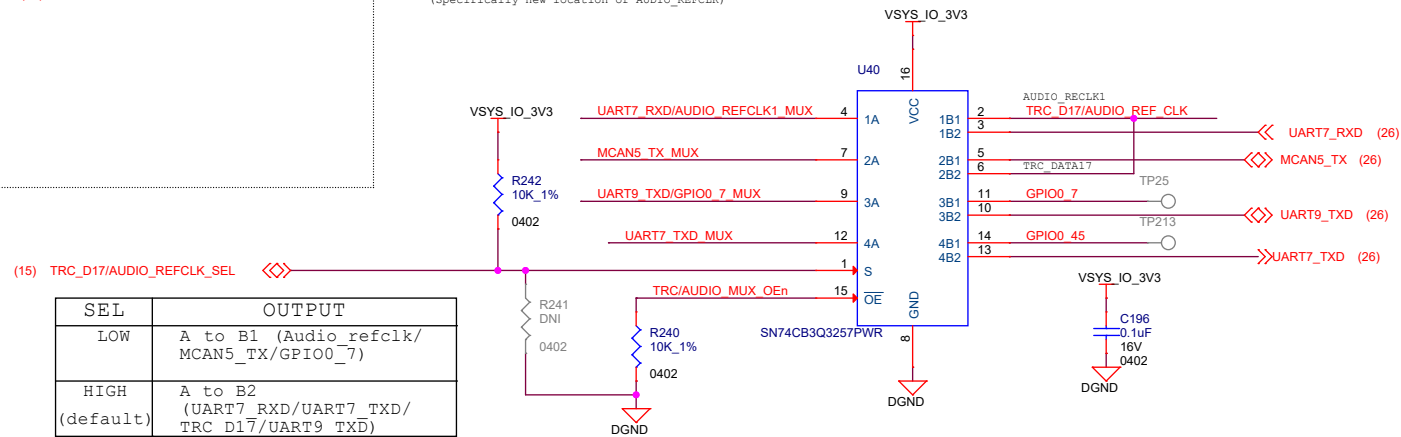 (Specifically new location of AUDIO_REFCLK)
VSYS_IO_3V3
U40
16
VCC
VSYS_IO_3V3
R242
10K_1%
0402
UART7_RXD/AUDIO_REFCLK1_MUX 4 1A
MCAN5_TX_MUX 7 2A
UART9_TXD/GPIO0_7_MUX 9 3A
UART7_TXD_MUX 12 4A
AUDIO_RECLK1
1B1 2 TRC_D17/AUDIO_REF_CLK
1B2 3 UART7_RXD (26)
2B1 5 MCAN5_TX (26)
2B2 6 TRC_DATA17
TP25
3B1 11 GPIO0_7
3B2 10 UART9_TXD (26)
TP213
4B1 14 GPIO0_45
4B2 13 UART7_TXD (26)
(15) TRC_D17/AUDIO_REFCLK_SEL 1 S
TRC/AUDIO_MUX_OEn 15 OE
GND
8
SN74CB3Q3257PWR
DGND
R241
DNI
0402
R240
10K_1%
0402
DGND
VSYS_IO_3V3
C196
0.1uF
16V
0402
DGND
SEL OUTPUT
LOW A to B1 (Audio_refclk/
MCAN5_TX/GPIO0_7)
HIGH A to B2
(default) (UART7_RXD/UART7_TXD/
TRC_D17/UART9_TXD)